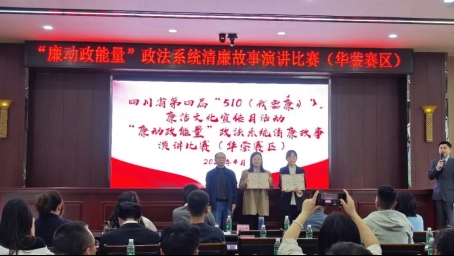 “廉动政能量”政法系统清廉故事演讲比赛（华蓥赛区）
四川省第四届“510（我要廉）”
廉洁文化宣传月活动
“廉动政能量”政法系统清廉故事
演讲比赛（华蓥赛区）